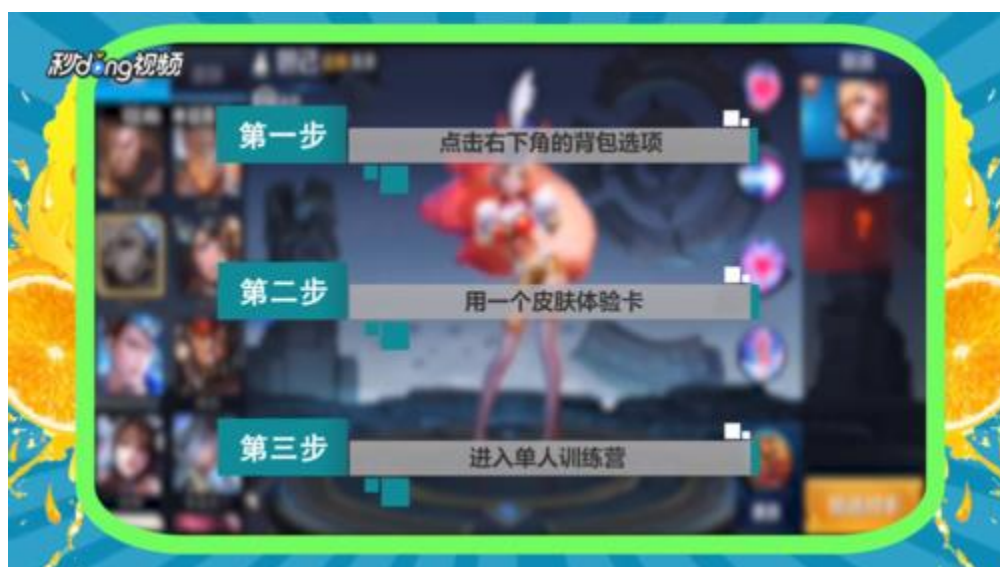 秒dǒng视频
第一步
点击右下角的背包选项
Vs
第二步
用一个皮肤体验卡
第三步
进入单人训练营